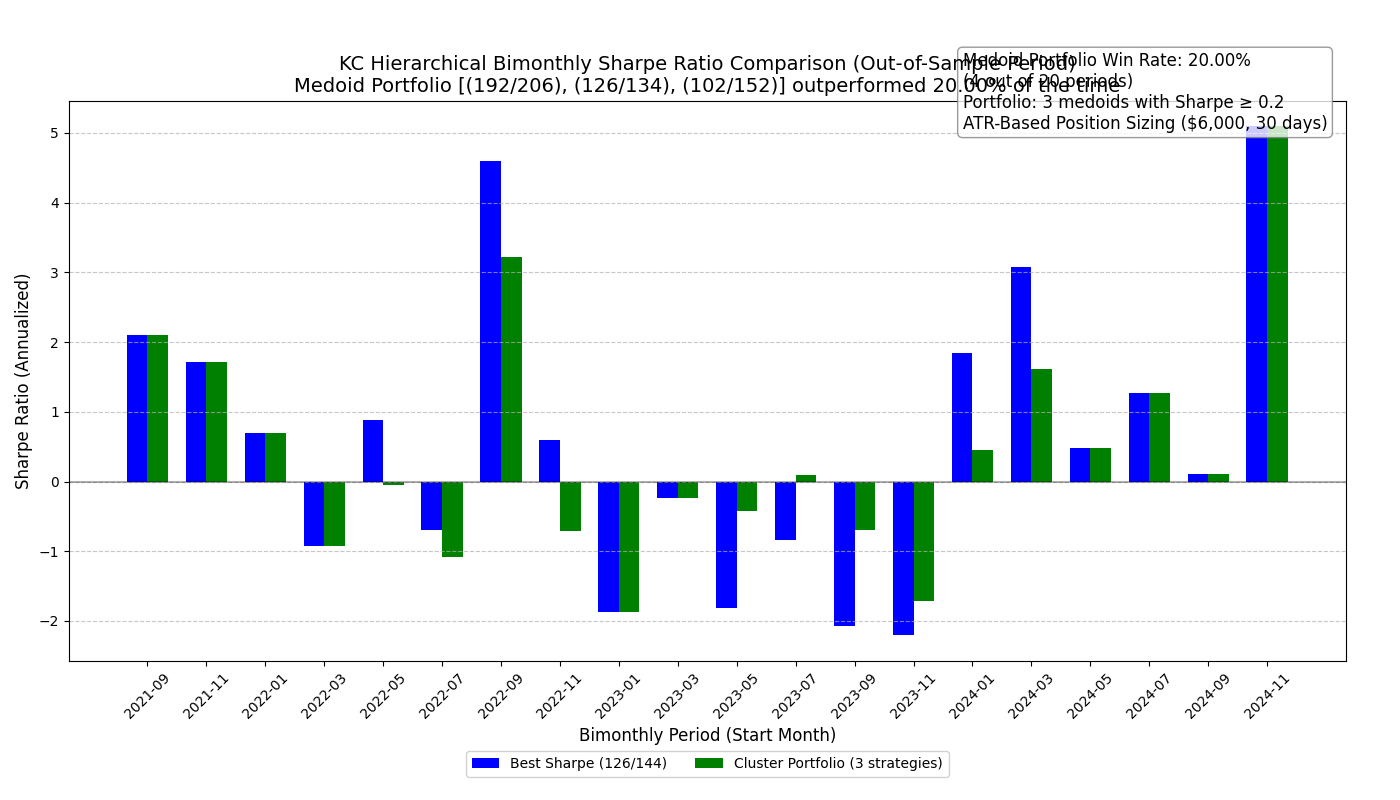 KC Hierarchical Bimonthly Sharpe Ratio Comparison (Out-of-Sample Period)
Medoid Portfolio [(192/206), (126/134), (102/152)] outperformed 20.00% of the time
Medoid Portfolio Win Rate: 20.00%
(4 out of 20 periods)
Portfolio: 3 medoids with Sharpe ≥ 0.2
ATR-Based Position Sizing ($6,000, 30 days)
Sharpe Ratio (Annualized)
5
4
3
2
1
0
−1
−2
2021-09
2021-11
2022-01
2022-03
2022-05
2022-07
2022-09
2022-11
2023-01
2023-03
2023-05
2023-07
2023-09
2023-11
2024-01
2024-03
2024-05
2024-07
2024-09
2024-11
Bimonthly Period (Start Month)
Best Sharpe (126/144)
Cluster Portfolio (3 strategies)